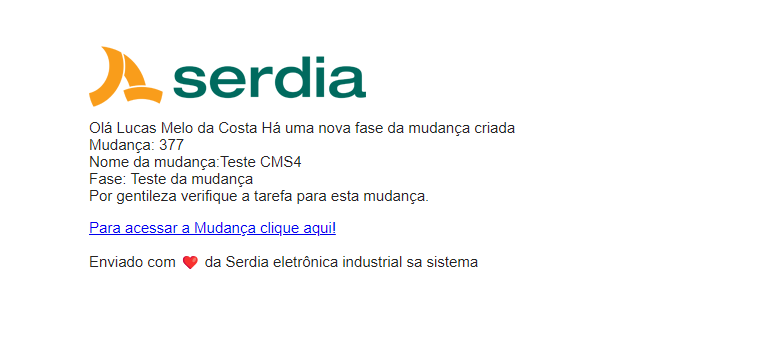 serdia
Olá Lucas Melo da Costa Há uma nova fase da mudança criada
Mudança: 377
Nome da mudança:Teste CMS4
Fase: Teste da mudança
Por gentileza verifique a tarefa para esta mudança.
Para acessar a Mudança clique aqui!
Enviado com ❤️ da Serdia eletrônica industrial sa sistema